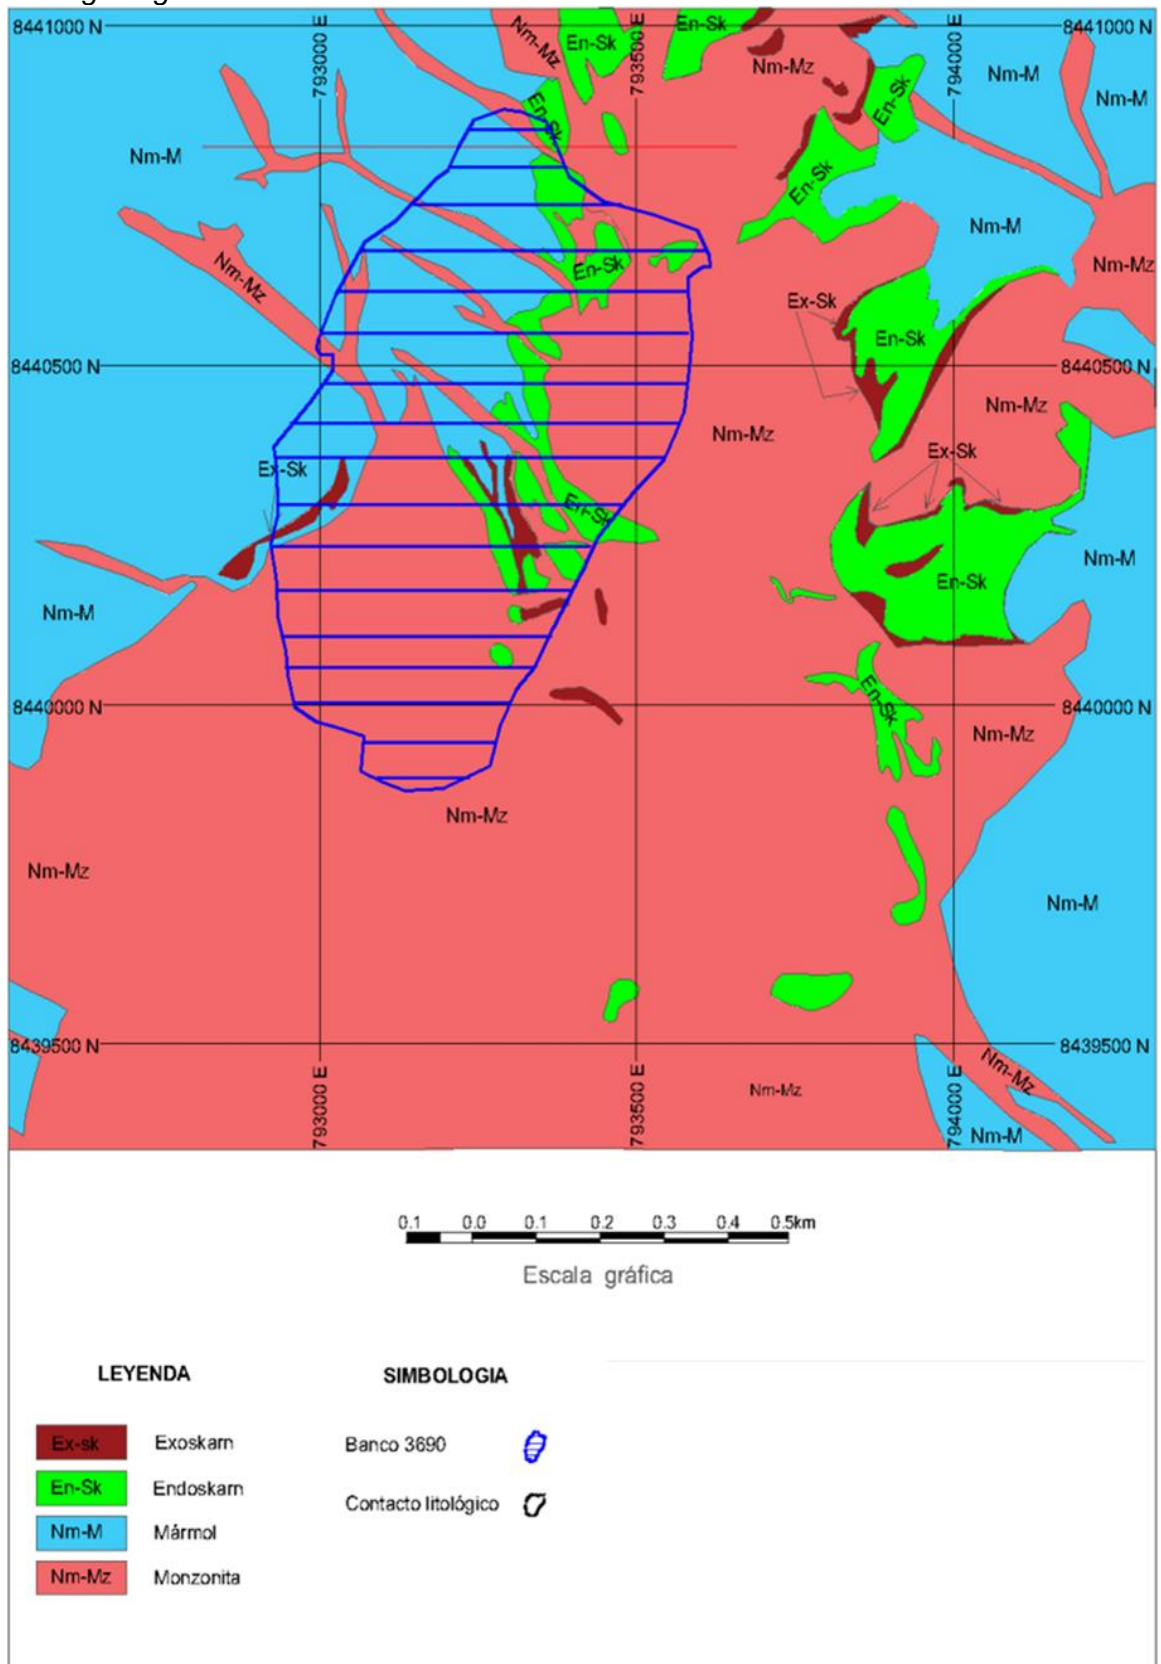 8441000 N
793000 E
Nm-Mz
En-Sk
793500 E
En-Sk
Nm-Mz
En-Sk
794000 E
Nm-M
8441000 N
Nm-M
En-Sk
Nm-M
En-Sk
Nm-M
Nm-Mz
En-Sk
Nm-Mz
Ex-Sk
En-Sk
8440500 N
8440500 N
Nm-Mz
Nm-Mz
Ex-Sk
Ex-Sk
En-Sk
Nm-M
En-Sk
Nm-M
En-Sk
8440000 N
8440000 N
Nm-Mz
Nm-Mz
Nm-Mz
Nm-M
8439500 N
8439500 N
793000 E
793500 E
Nm-Mz
794000 E
Nm-Mz
Nm-M
0.1 0.0 0.1 0.2 0.3 0.4 0.5km
Escala gráfica
LEYENDA
SIMBOLOGIA
Ex-sk Exoskarn
Banco 3690
En-Sk Endoskarn
Contacto litológico
Nm-M Mármol
Nm-Mz Monzonita